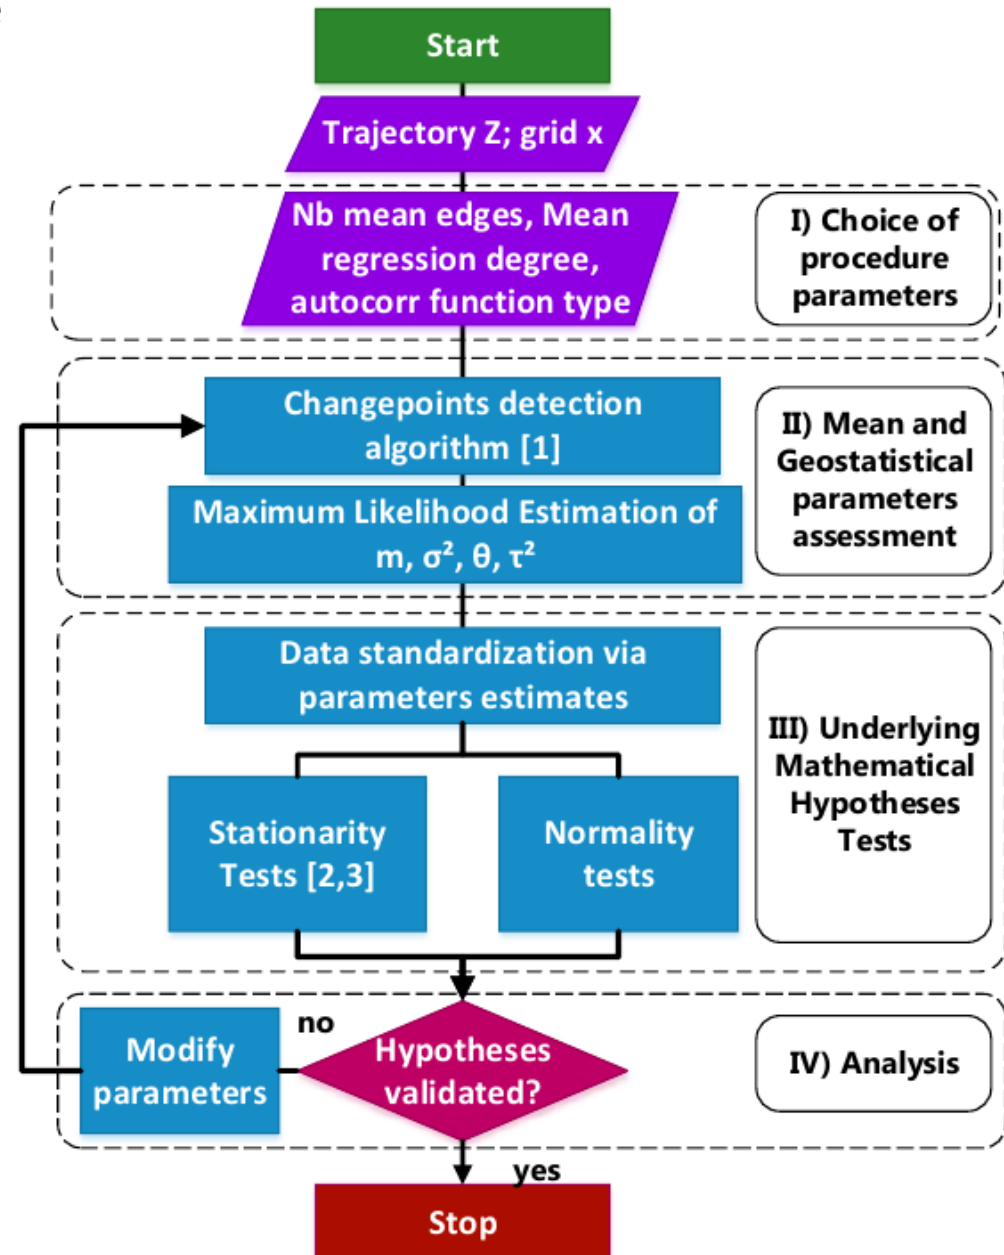 Start
Trajectory Z; grid x
Nb mean edges, Mean
regression degree,
autocorr function type
I) Choice of
procedure
parameters
Changepoints detection
algorithm [1]
Maximum Likelihood Estimation of
m, σ², θ, τ²
II) Mean and
Geostatistical
parameters
assessment
Data standardization via
parameters estimates
Stationarity
Tests [2,3]
Normality
tests
III) Underlying
Mathematical
Hypotheses
Tests
Modify
parameters
no
Hypotheses
validated?
IV) Analysis
yes
Stop